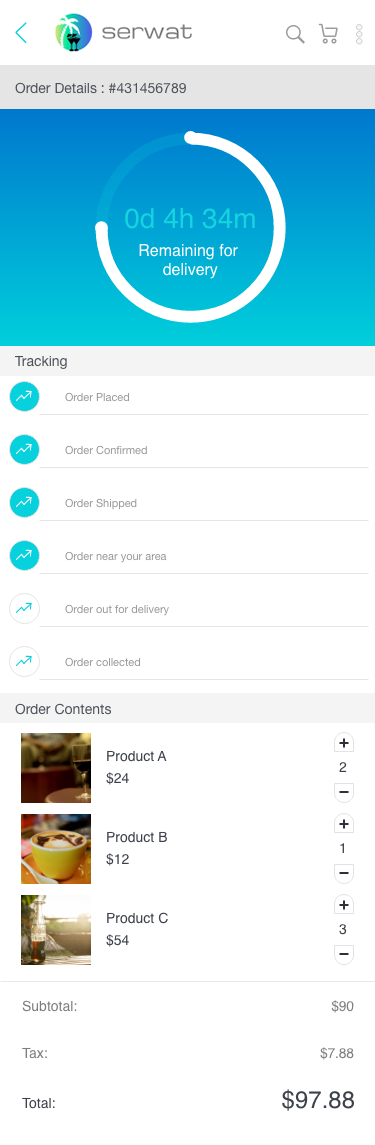 serwat
Order Details : #431456789
0d 4h 34m
Remaining for
delivery
Tracking
Order Placed
Order Confirmed
Order Shipped
Order near your area
Order out for delivery
Order collected
Order Contents
Product A
$24
2
Product B
$12
1
Product C
$54
3
Subtotal: $90
Tax: $7.88
Total: $97.88